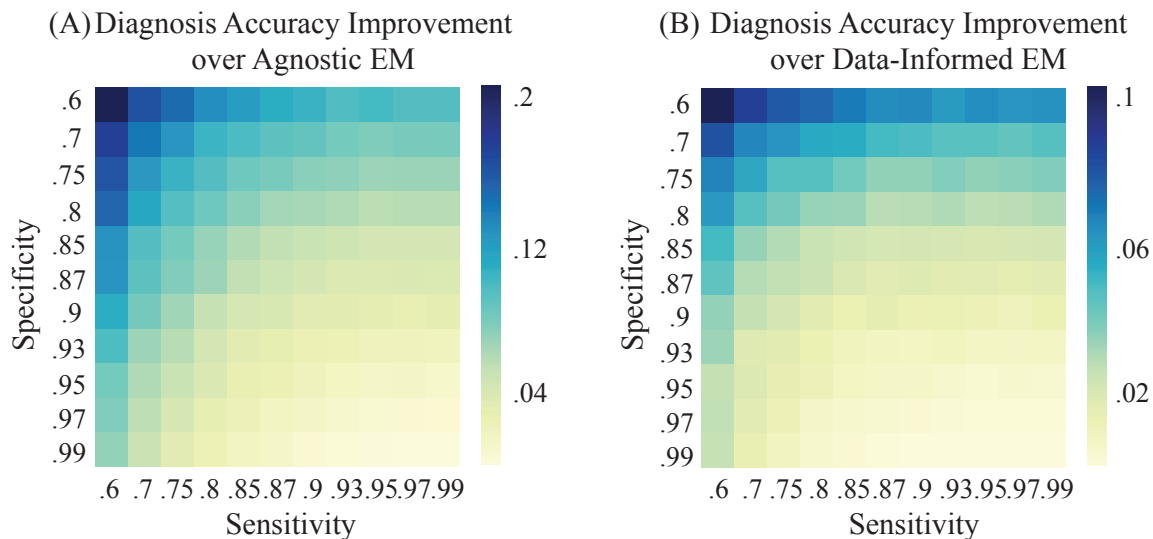 (A) Diagnosis Accuracy Improvement
over Agnostic EM
Specificity
.6
.7
.75
.8
.85
.87
.9
.93
.95
.97
.99
.6 .7 .75 .8 .85 .87 .9 .93 .95 .97 .99
Sensitivity
.2
.12
.04
(B) Diagnosis Accuracy Improvement
over Data-Informed EM
Specificity
.6
.7
.75
.8
.85
.87
.9
.93
.95
.97
.99
.6 .7 .75 .8 .85 .87 .9 .93 .95 .97 .99
Sensitivity
.1
.06
.02